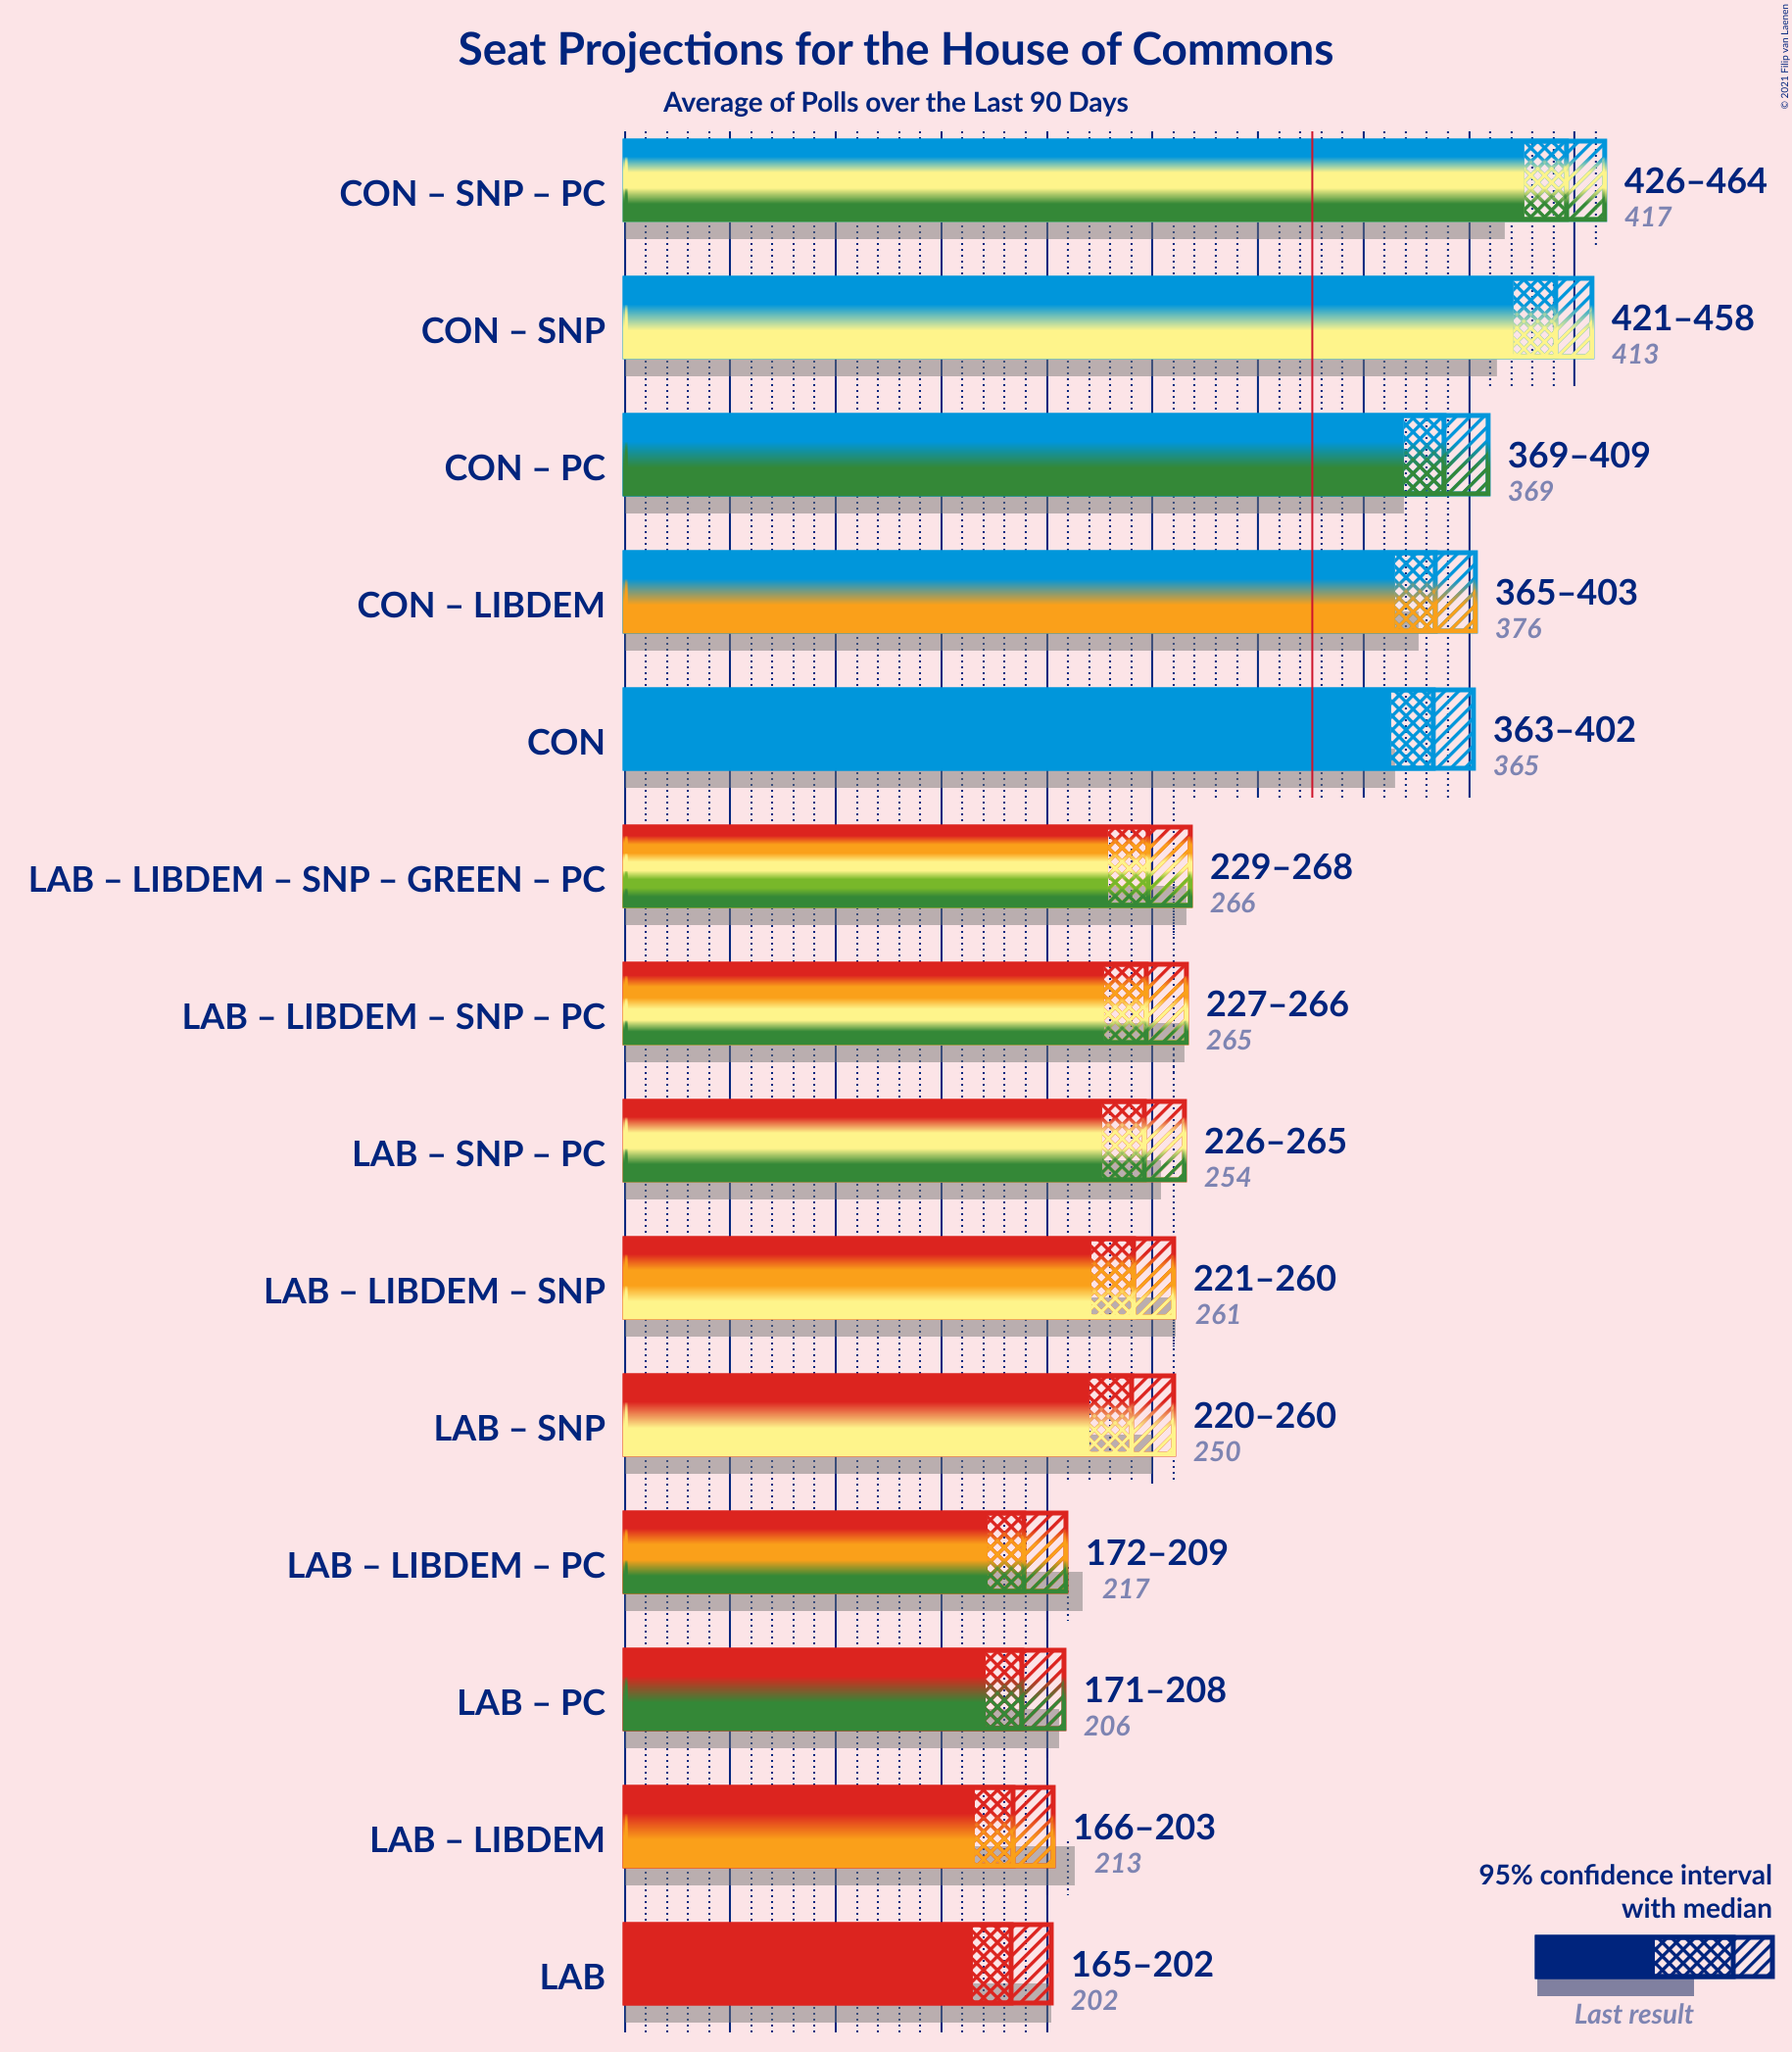 Seat Projections for the House of Commons
Average of Polls over the Last 90 Days
© 2021 Filip van Laenen
CON – SNP – PC
426–464
417
CON – SNP
421–458
413
CON – PC
369–409
369
CON – LIBDEM
365–403
376
CON
363–402
365
LAB – LIBDEM – SNP – GREEN – PC
229–268
266
LAB – LIBDEM – SNP – PC
227–266
265
LAB – SNP – PC
226–265
254
LAB – LIBDEM – SNP
221–260
261
LAB – SNP
220–260
250
LAB – LIBDEM – PC
172–209
217
LAB – PC
171–208
206
LAB – LIBDEM
166–203
213
LAB
165–202
202
95% confidence interval
with median
Last result